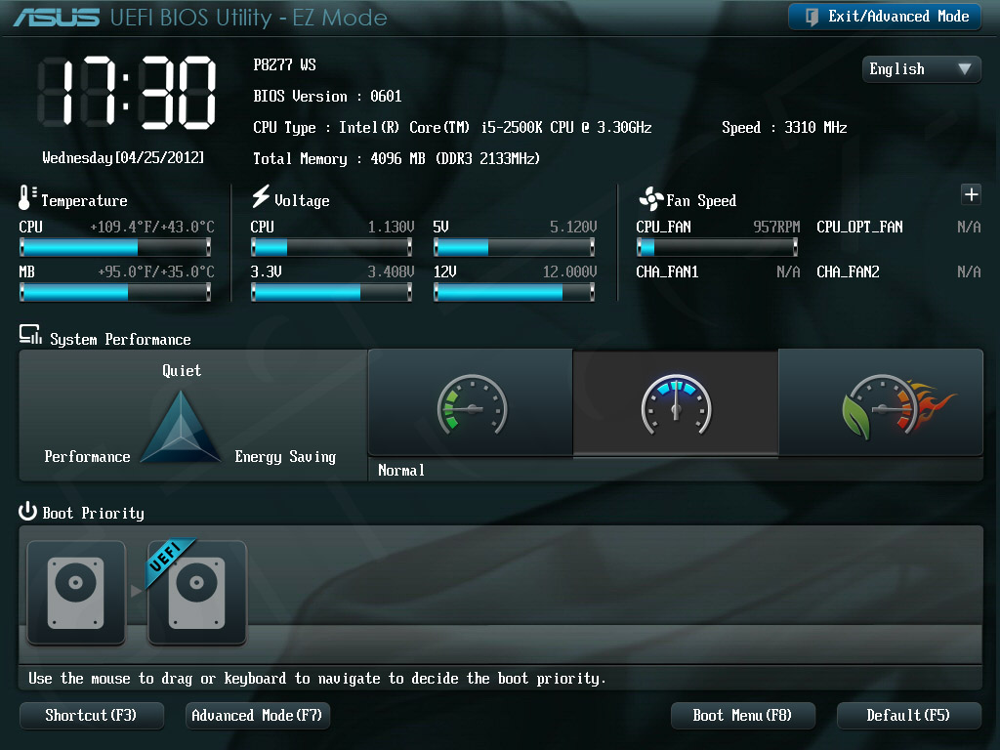 ASUS UEFI BIOS Utility - EZ Mode
Exit/Advanced Mode
17:30
Wednesday[04/25/2012]
P8Z77 WS
BIOS Version : 0601
CPU Type : Intel(R) Core(TM) i5-2500K CPU @ 3.30GHz
Speed : 3310 MHz
Total Memory : 4096 MB (DDR3 2133MHz)
English
Temperature
CPU +109.4°F/+43.0°C
MB +95.0°F/+35.0°C
Voltage
CPU 1.130V 5V 5.120V
3.3V 3.408V 12V 12.000V
Fan Speed
CPU_FAN 957RPM CPU_OPT_FAN N/A
CHA_FAN1 N/A CHA_FAN2 N/A
System Performance
Quiet
Performance
Energy Saving
Normal
Boot Priority
UEFI
Use the mouse to drag or keyboard to navigate to decide the boot priority.
Shortcut(F3)
Advanced Mode(F7)
Boot Menu(F8)
Default(F5)